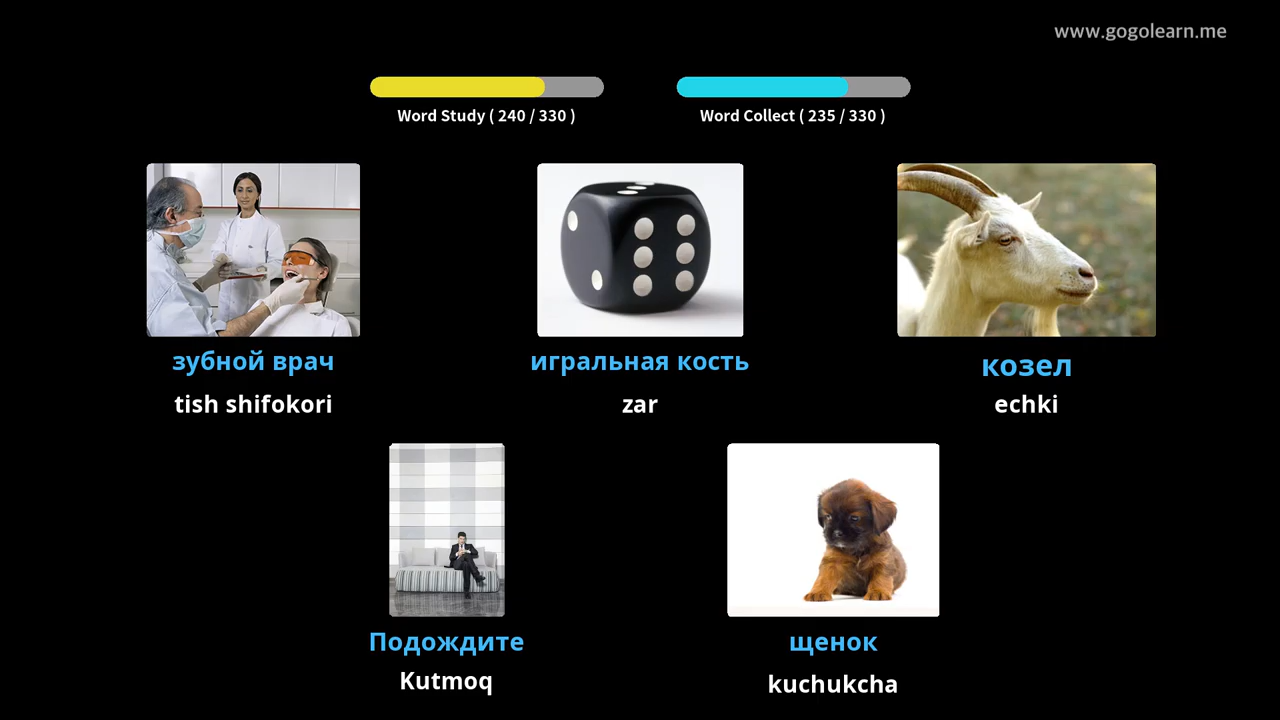 www.gogolearn.me
Word Study ( 240 / 330 )
Word Collect ( 235 / 330 )
зубной врач
игральная кость
козел
tish shifokori
zar
echki
Подождите
щенок
Kutmoq
kuchukcha